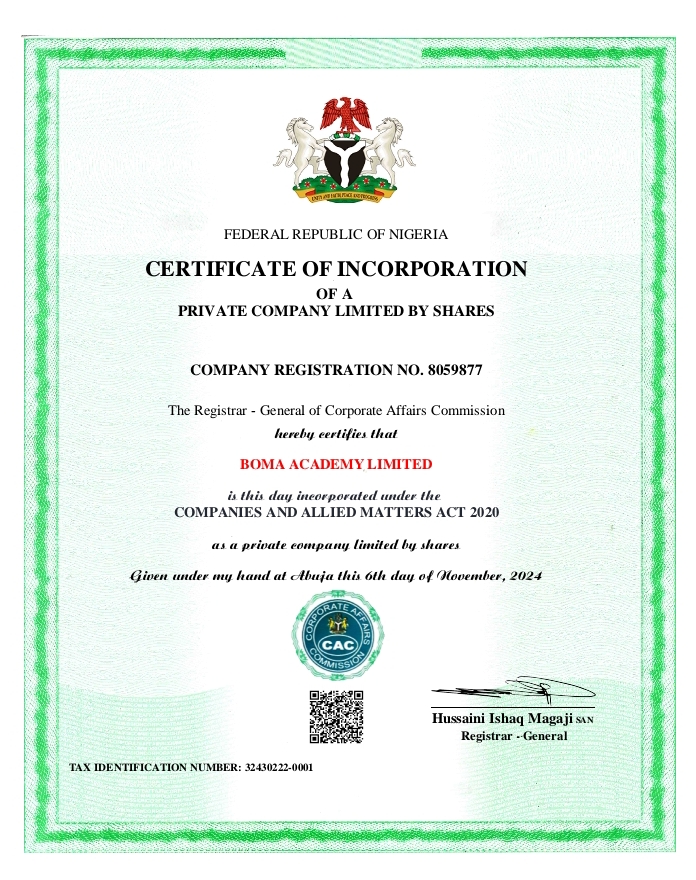 UNITY AND FAITH, PEACE AND PROGRESS
FEDERAL REPUBLIC OF NIGERIA
CERTIFICATE OF INCORPORATION
OF A
PRIVATE COMPANY LIMITED BY SHARES
COMPANY REGISTRATION NO. 8059877
The Registrar - General of Corporate Affairs Commission
hereby certifies that
BOMA ACADEMY LIMITED
is this day incorporated under the
COMPANIES AND ALLIED MATTERS ACT 2020
as a private company limited by shares
Given under my hand at Abuja this 6th day of November, 2024
CORPORATE AFFAIRS
CAC
COMMISSION
Hussaini Ishaq Magaji SAN
Registrar - General
TAX IDENTIFICATION NUMBER: 32430222-0001